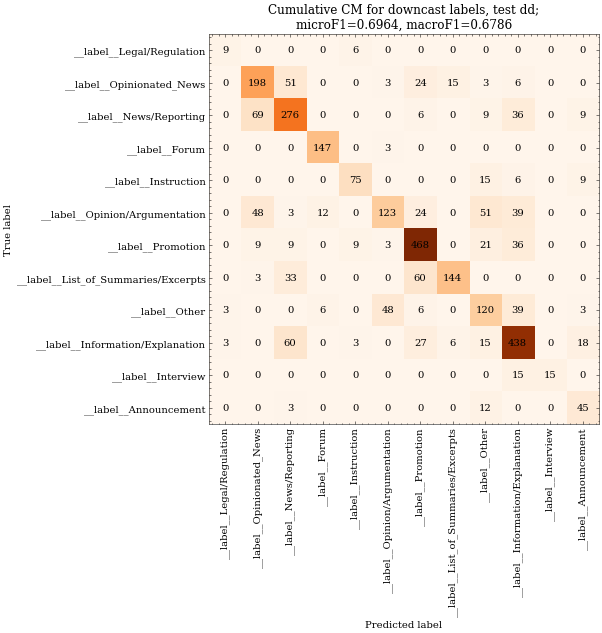 Cumulative CM for downcast labels, test dd;
microF1=0.6964, macroF1=0.6786
True label
__label__Legal/Regulation 9 0 0 0 6 0 0 0 0 0 0 0
__label__Opinionated_News 0 198 51 0 0 3 24 15 3 6 0 0
__label__News/Reporting 0 69 276 0 0 0 6 0 9 36 0 9
__label__Forum 0 0 0 147 0 3 0 0 0 0 0 0
__label__Instruction 0 0 0 0 75 0 0 0 15 6 0 9
__label__Opinion/Argumentation 0 48 3 12 0 123 24 0 51 39 0 0
__label__Promotion 0 9 9 0 9 3 468 0 21 36 0 0
__label__List_of_Summaries/Excerpts 0 3 33 0 0 0 60 144 0 0 0 0
__label__Other 3 0 0 6 0 48 6 0 120 39 0 3
__label__Information/Explanation 3 0 60 0 3 0 27 6 15 438 0 18
__label__Interview 0 0 0 0 0 0 0 0 0 15 15 0
__label__Announcement 0 0 3 0 0 0 0 0 12 0 0 45
__label__Legal/Regulation
__label__Opinionated_News
__label__News/Reporting
__label__Forum
__label__Instruction
__label__Opinion/Argumentation
__label__Promotion
__label__List_of_Summaries/Excerpts
__label__Other
__label__Information/Explanation
__label__Interview
__label__Announcement
Predicted label